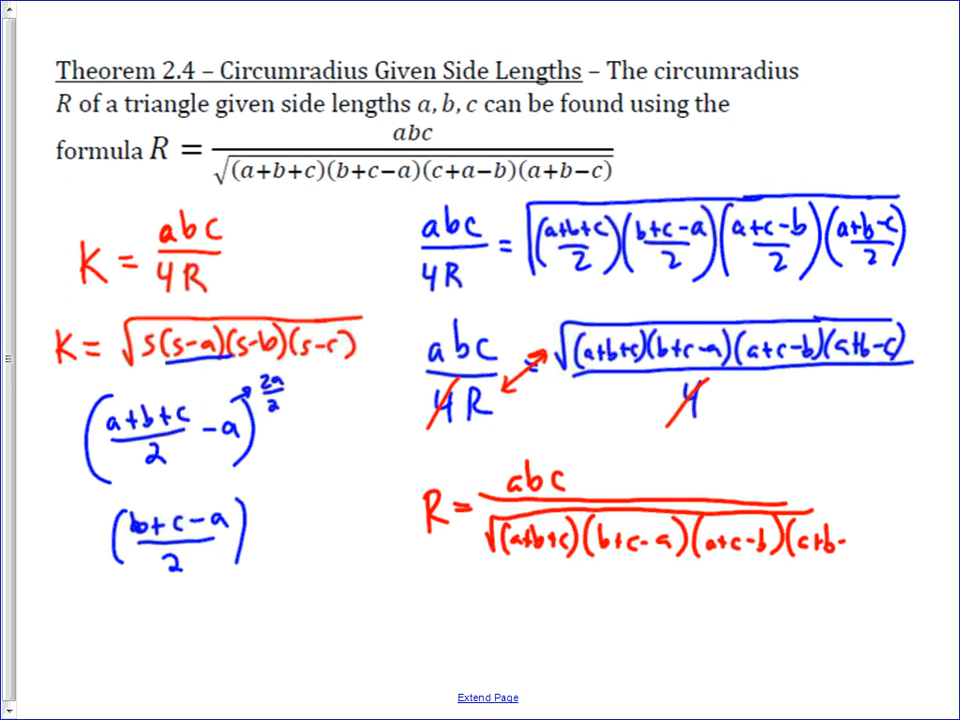 Theorem 2.4 – Circumradius Given Side Lengths – The circumradius
R of a triangle given side lengths a, b, c can be found using the
formula R = abc / √((a+b+c)(b+c−a)(c+a−b)(a+b−c))
K = abc / 4R
K = √(s(s−a)(s−b)(s−c))
((a+b+c)/2 − a) 2a/2
((b+c−a)/2)
abc / 4R = √(((a+b+c)/2)((b+c−a)/2)((a+c−b)/2)((a+b−c)/2))
abc / 4R = √((a+b+c)(b+c−a)(a+c−b)(a+b−c)) / 4
R = abc / √((a+b+c)(b+c−a)(a+c−b)(a+b-
Extend Page